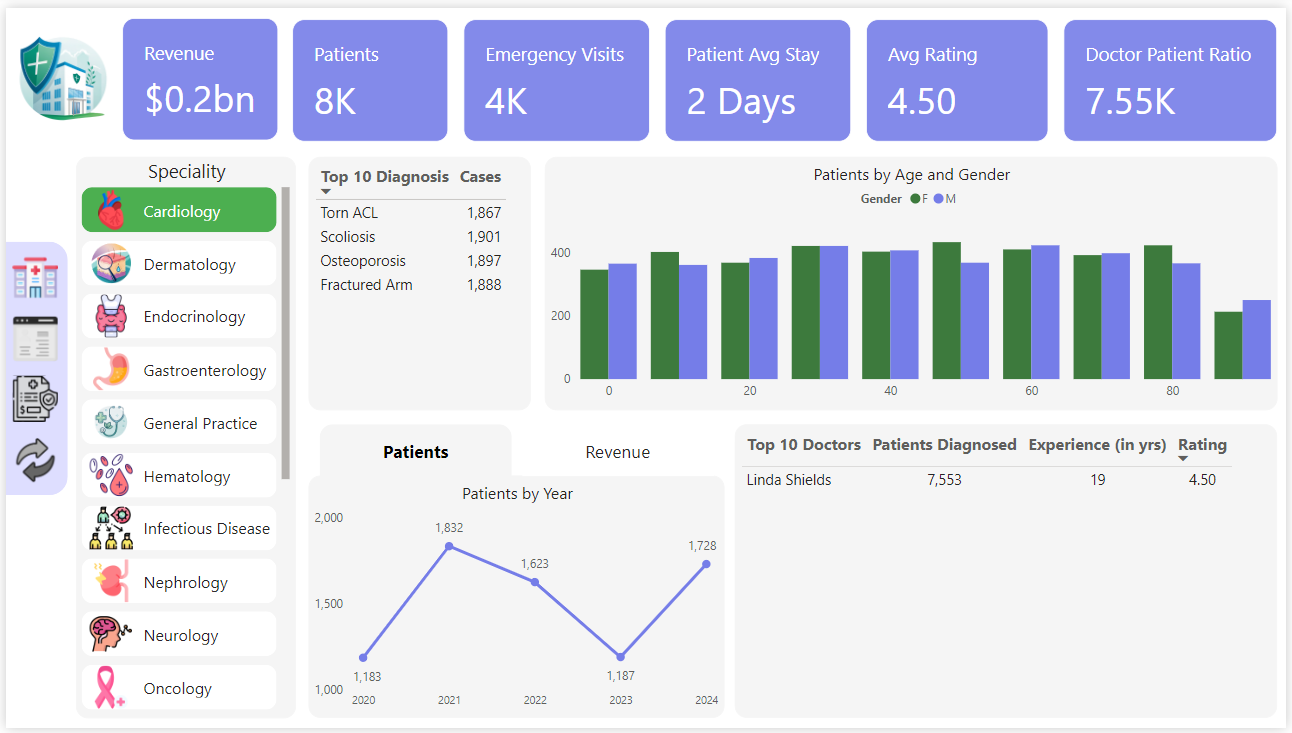 Revenue
$0.2bn
Patients
8K
Emergency Visits
4K
Patient Avg Stay
2 Days
Avg Rating
4.50
Doctor Patient Ratio
7.55K
Speciality
Cardiology
Dermatology
Endocrinology
Gastroenterology
General Practice
Hematology
Infectious Disease
Nephrology
Neurology
Oncology
Top 10 Diagnosis Cases
Torn ACL 1,867
Scoliosis 1,901
Osteoporosis 1,897
Fractured Arm 1,888
Patients by Age and Gender
Gender F M
400
200
0
0 20 40 60 80
Patients Revenue
Patients by Year
2,000
1,500
1,000
1,183
1,832
1,623
1,187
1,728
2020 2021 2022 2023 2024
Top 10 Doctors Patients Diagnosed Experience (in yrs) Rating
Linda Shields 7,553 19 4.50